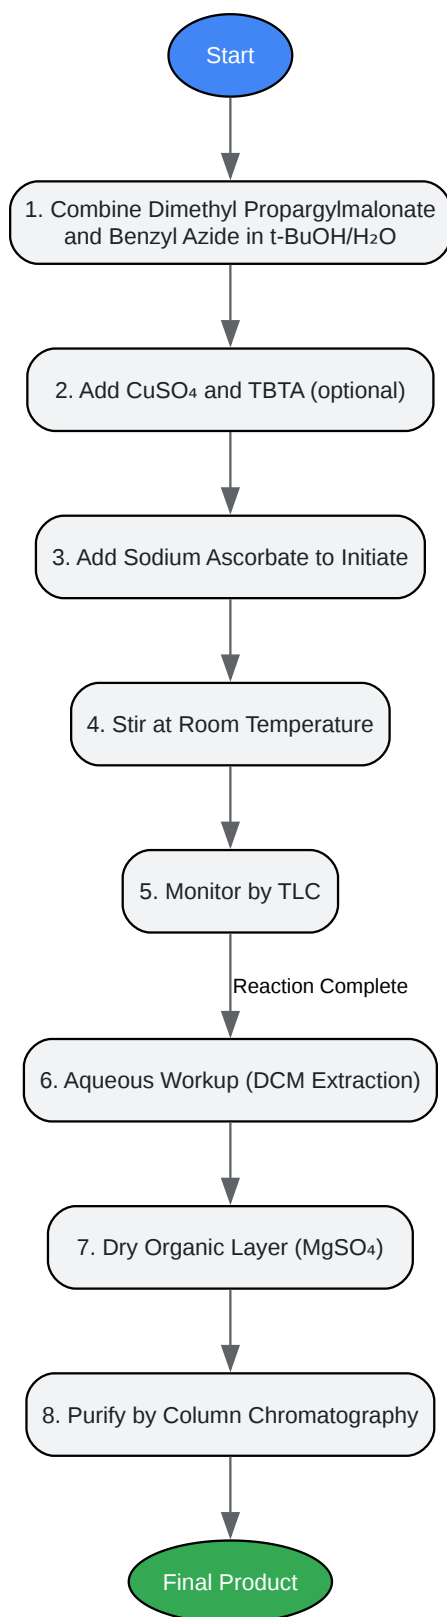 Start
1. Combine Dimethyl Propargylmalonate
and Benzyl Azide in t-BuOH/H₂O
2. Add CuSO₄ and TBTA (optional)
3. Add Sodium Ascorbate to Initiate
4. Stir at Room Temperature
5. Monitor by TLC
Reaction Complete
6. Aqueous Workup (DCM Extraction)
7. Dry Organic Layer (MgSO₄)
8. Purify by Column Chromatography
Final Product